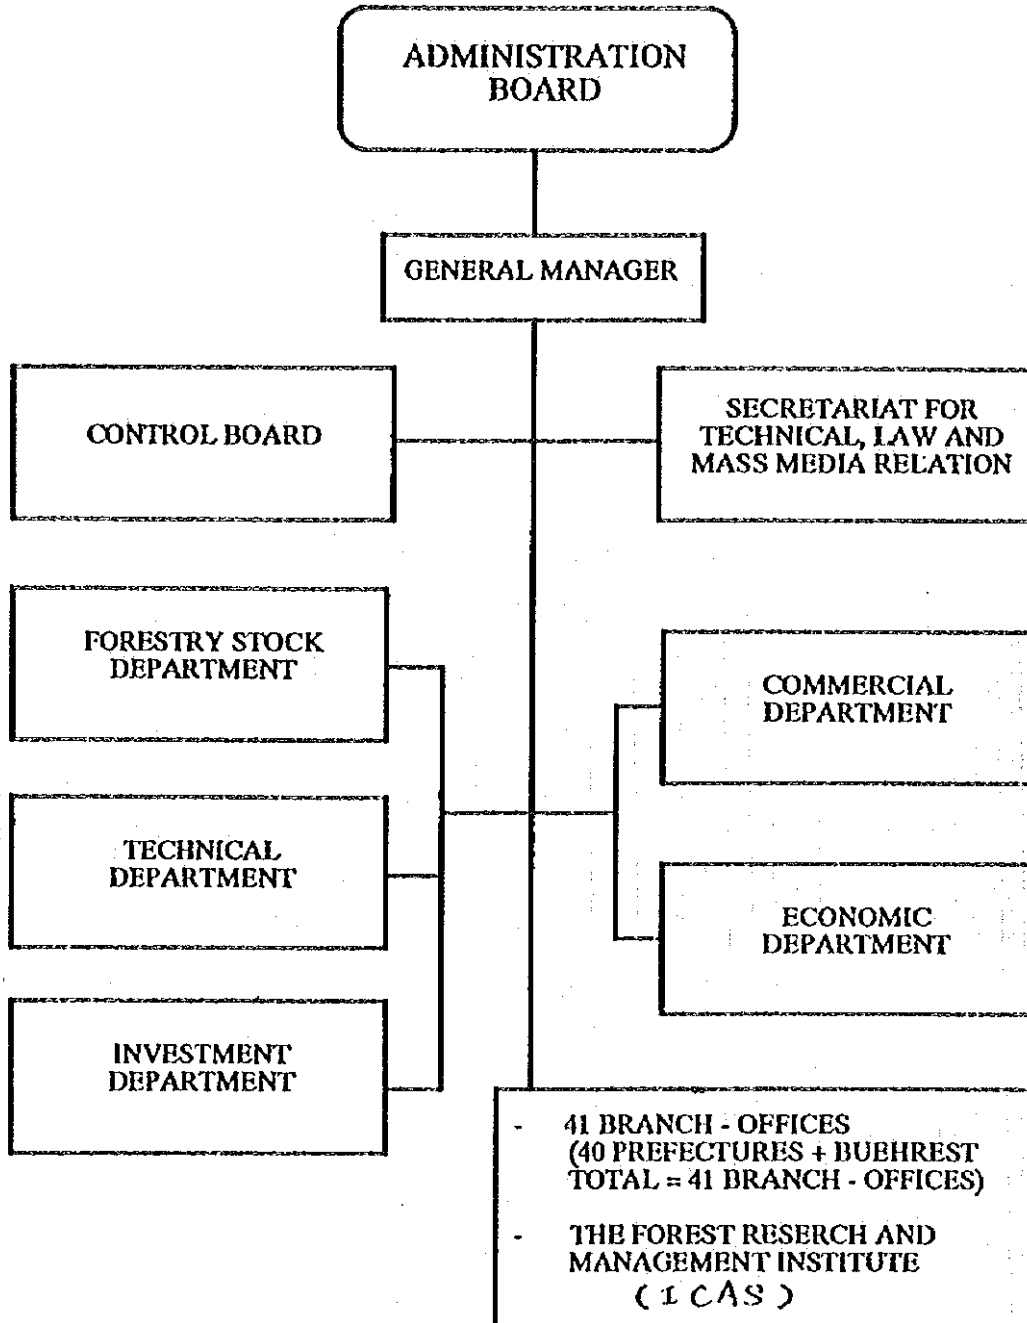 ADMINISTRATION
BOARD
GENERAL MANAGER
CONTROL BOARD
SECRETARIAT FOR
TECHNICAL, LAW AND
MASS MEDIA RELATION
FORESTRY STOCK
DEPARTMENT
COMMERCIAL
DEPARTMENT
TECHNICAL
DEPARTMENT
ECONOMIC
DEPARTMENT
INVESTMENT
DEPARTMENT
- 41 BRANCH - OFFICES
(40 PREFECTURES + BUEHREST
TOTAL = 41 BRANCH - OFFICES)
- THE FOREST RESERCH AND
MANAGEMENT INSTITUTE
(ICAS)